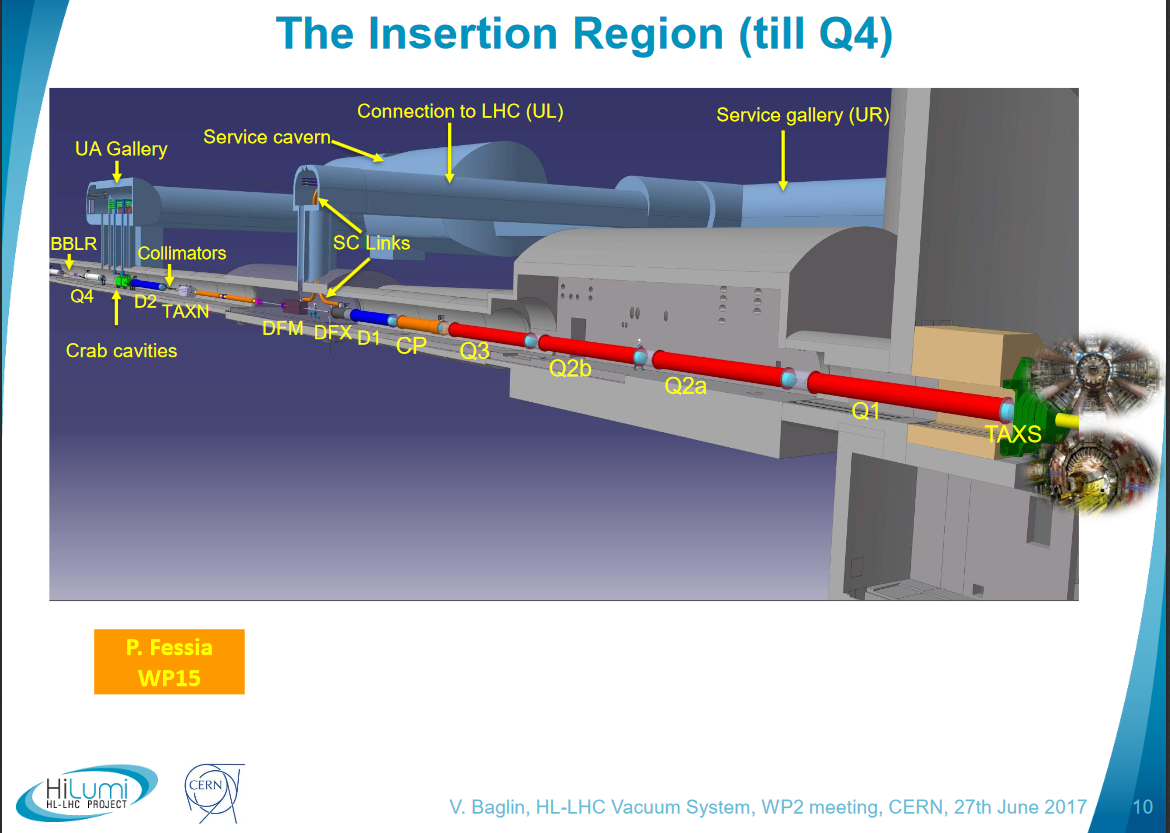 The Insertion Region (till Q4)
Connection to LHC (UL)
Service gallery (UR)
Service cavern
UA Gallery
SC Links
BBLR
Collimators
Q4
D2
TAXN
Crab cavities
DFM
DFX
D1
CP
Q3
Q2b
Q2a
Q1
TAXS
P. Fessia
WP15
HiLumi
HL-LHC PROJECT
CERN
V. Baglin, HL-LHC Vacuum System, WP2 meeting, CERN, 27th June 2017
10